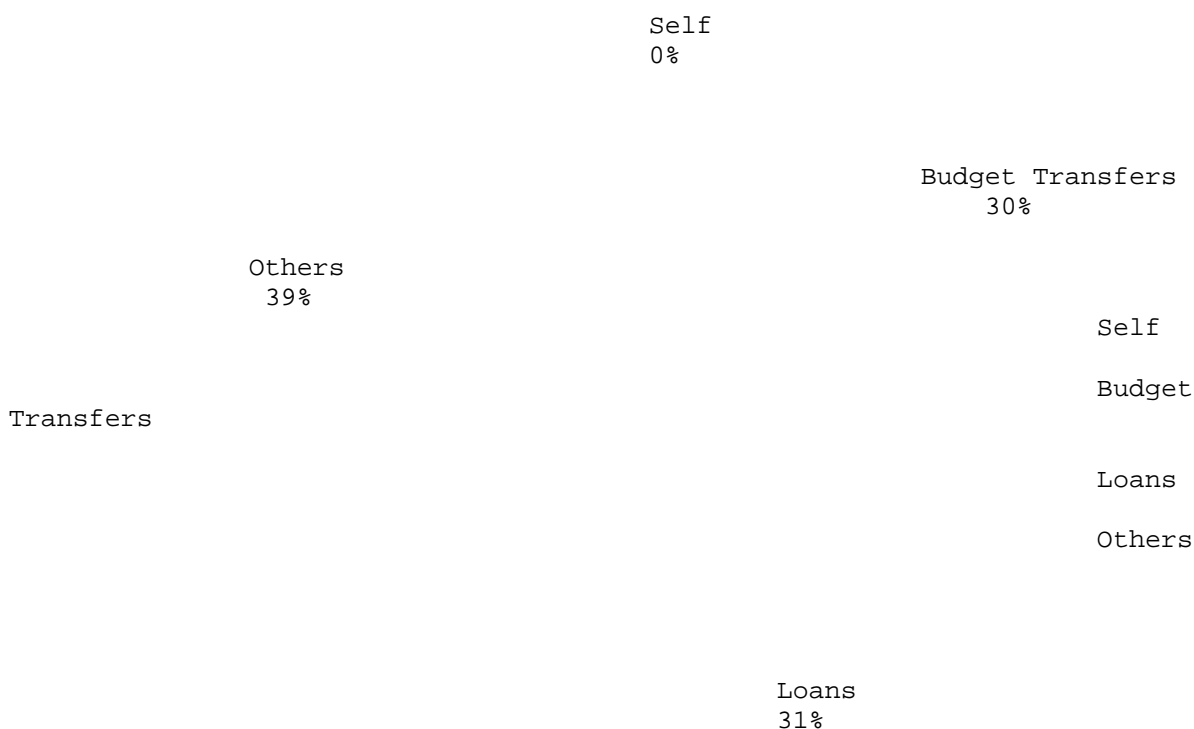 Self
0%
Budget Transfers
30%
Others
39%
Self
Budget
Transfers
Loans
Others
Loans
31%